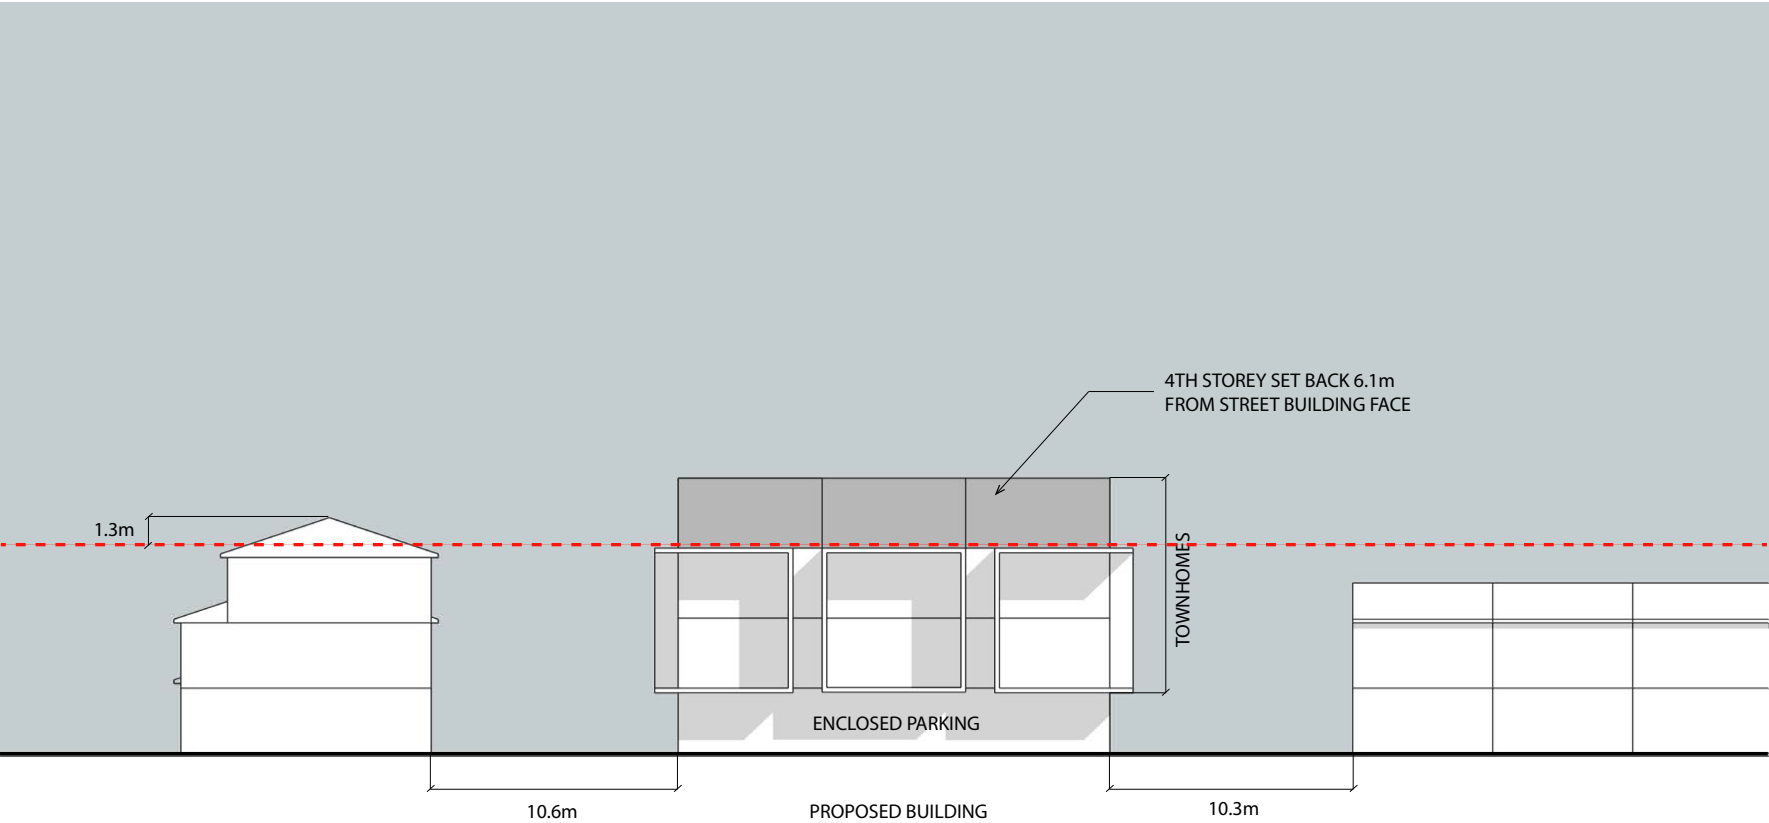 4TH STOREY SET BACK 6.1m
FROM STREET BUILDING FACE
1.3m
TOWNHOMES
ENCLOSED PARKING
10.6m
PROPOSED BUILDING
10.3m